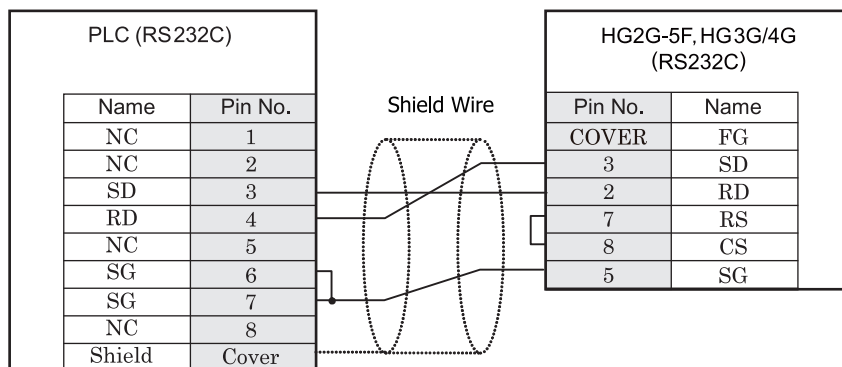 PLC (RS232C)
HG2G-5F, HG3G/4G
(RS232C)
Shield Wire
Name Pin No.
NC 1
NC 2
SD 3
RD 4
NC 5
SG 6
SG 7
NC 8
Shield Cover
Pin No. Name
COVER FG
3 SD
2 RD
7 RS
8 CS
5 SG